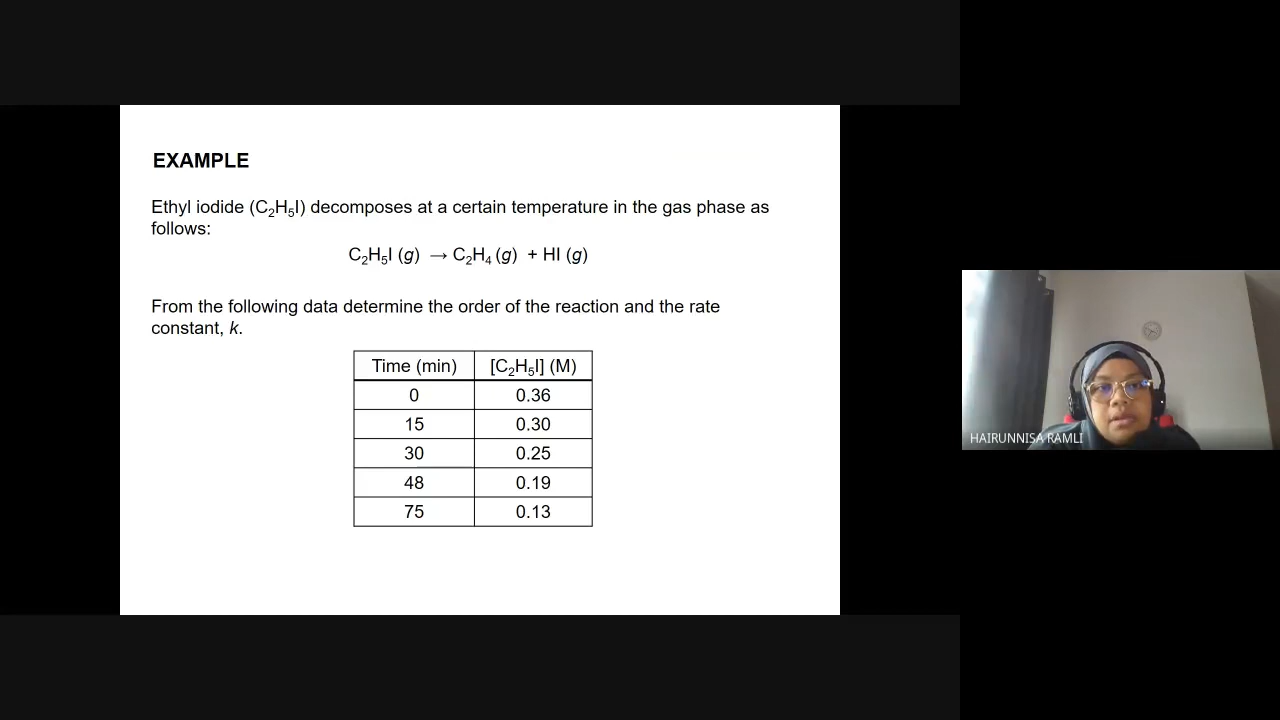 EXAMPLE
Ethyl iodide (C₂H₅I) decomposes at a certain temperature in the gas phase as
follows:
C₂H₅I (g) → C₂H₄ (g) + HI (g)
From the following data determine the order of the reaction and the rate
constant, k.
Time (min) [C₂H₅I] (M)
0 0.36
15 0.30
30 0.25
48 0.19
75 0.13
HAIRUNNISA RAMLI